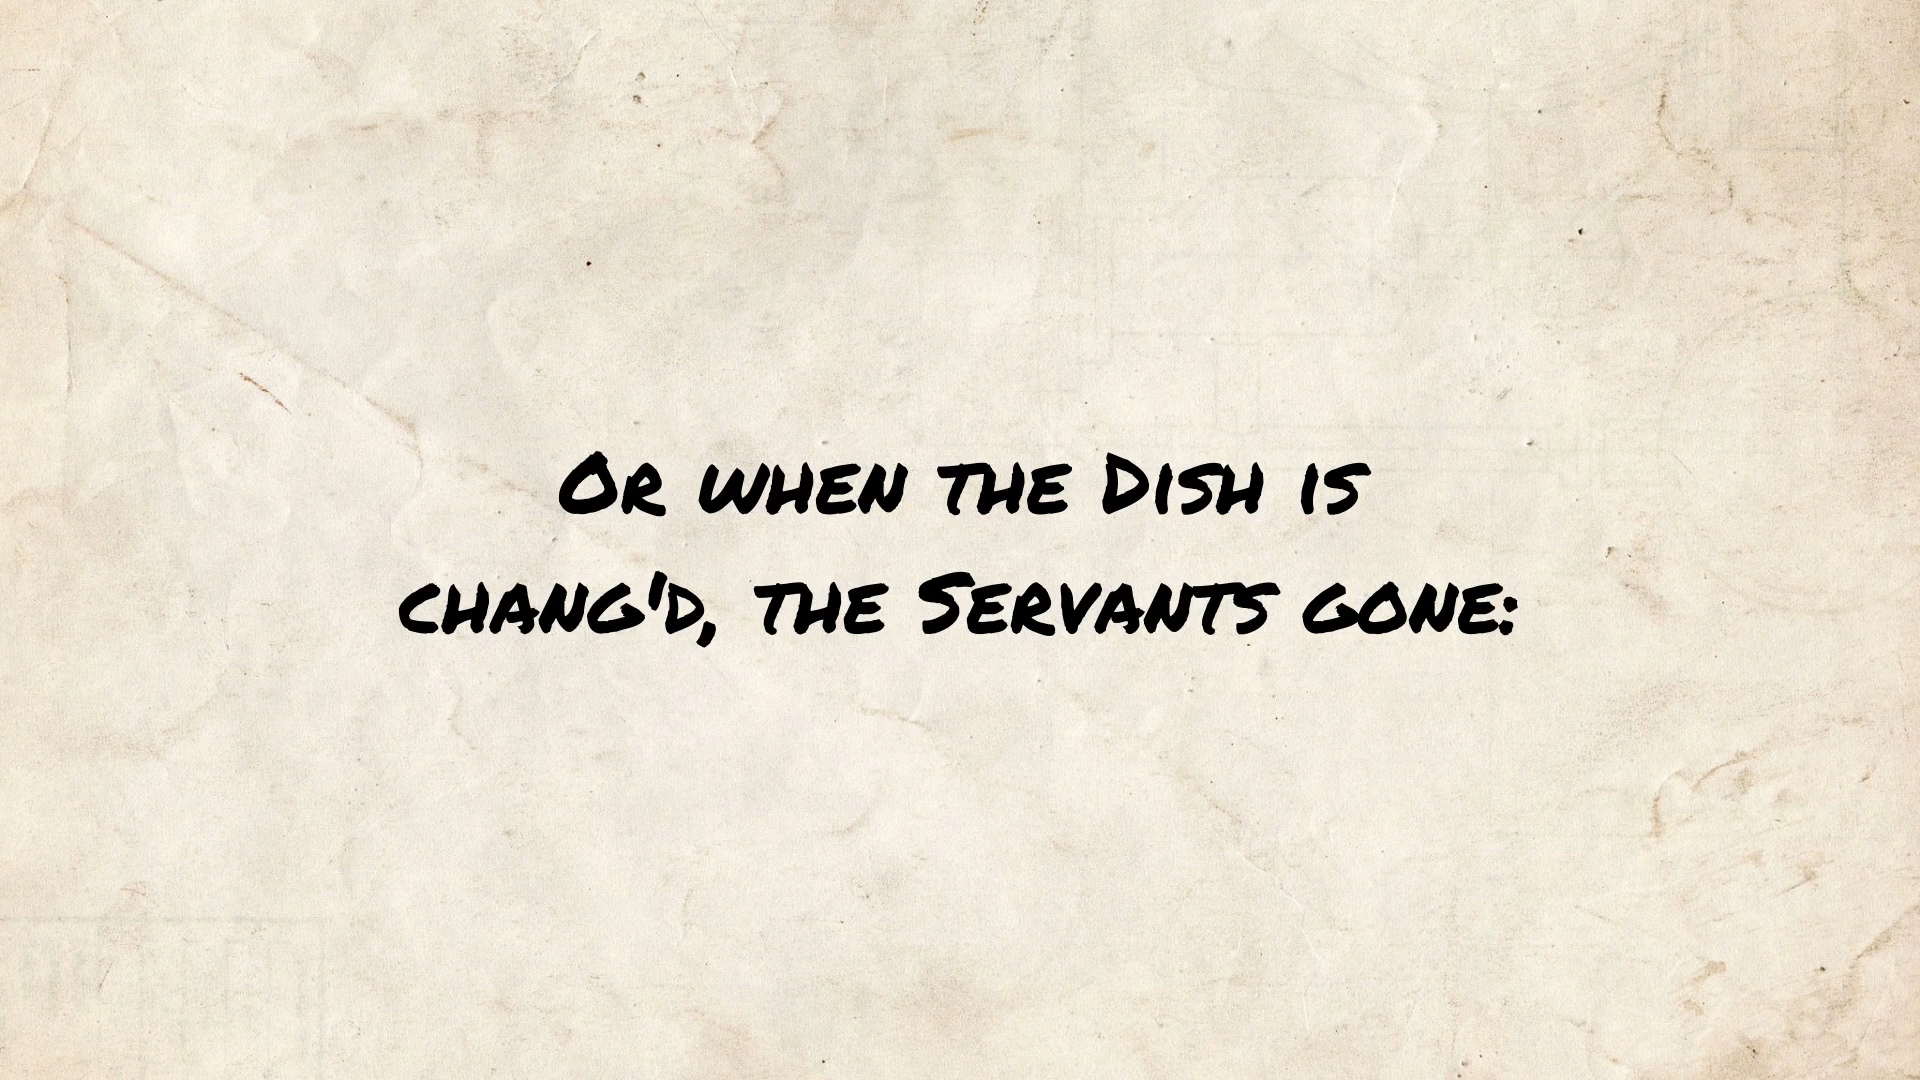 Or when the Dish is
chang'd, the Servants gone: